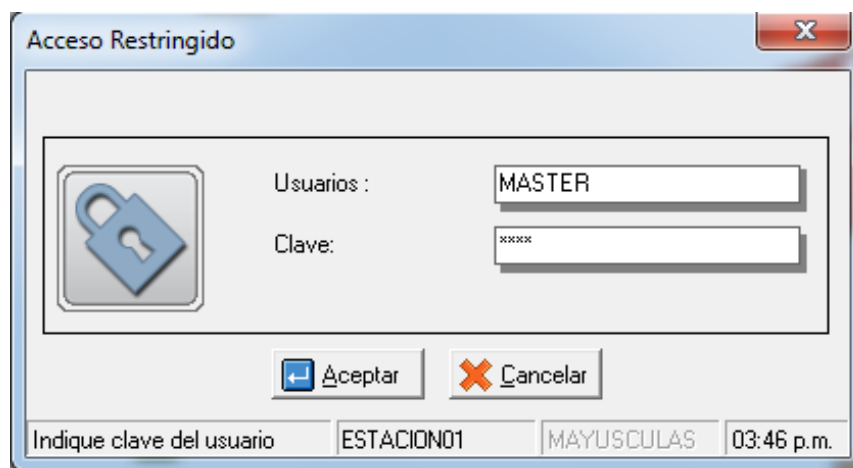 Acceso Restringido
Usuarios : MASTER
Clave: ****
Aceptar Cancelar
Indique clave del usuario ESTACION01 MAYUSCULAS 03:46 p.m.